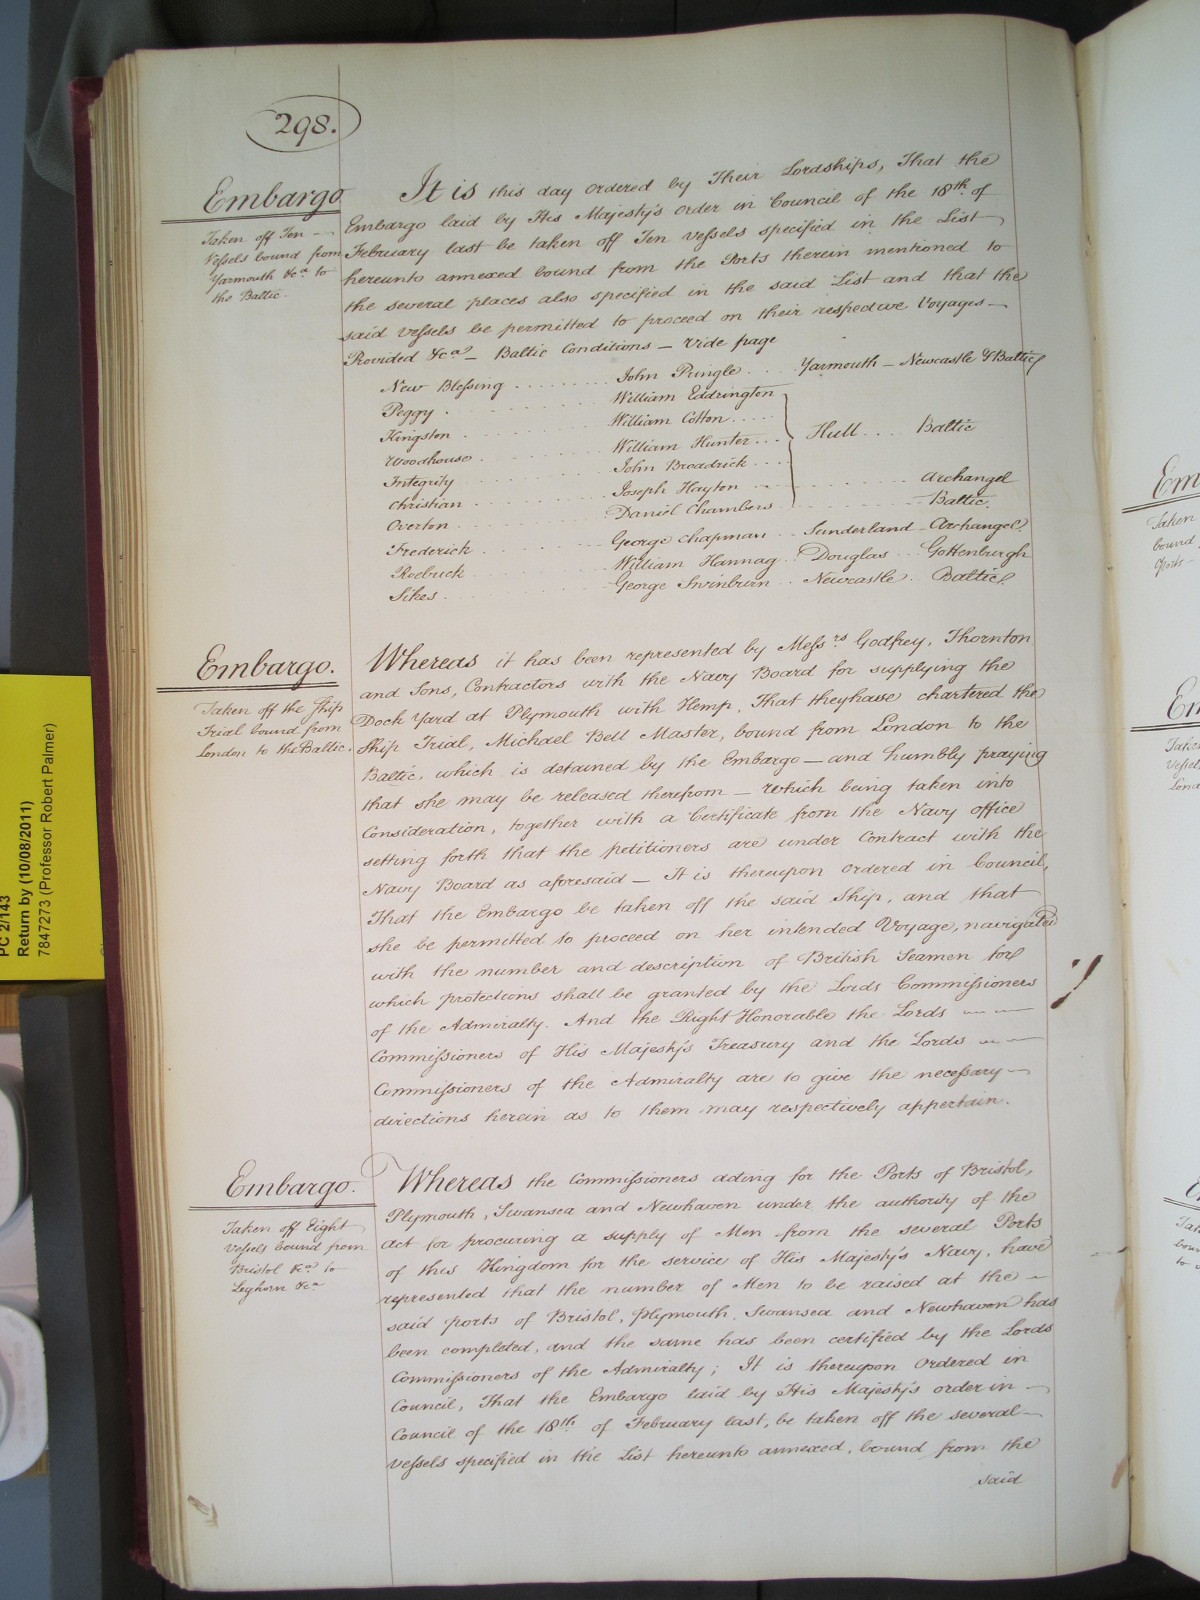 298.
Embargo
Taken off Ten
Vessels bound from
Yarmouth &ca to
the Baltic.
It is this day ordered by Their Lordships, That the
Embargo laid by His Majesty's Order in Council of the 18th of
February last be taken off Ten Vessels specified in the List
hereunto annexed bound from the Ports therein mentioned to
the several places also specified in the said List and that the
said Vessels be permitted to proceed on their respective Voyages —
Provided &ca — Baltic Conditions — vide page
New Blessing . . . . . . . John Pringle . . . . Yarmouth — Newcastle & Baltic
Peggy . . . . . . . William Eddrington
Kingston . . . . . . . William Cotton . . . .
Woodhouse . . . . . . . William Hunter . . . Hull . . . . Baltic
Integrity . . . . . . . John Broadrick . . . .
Christian . . . . . . . Joseph Hayton . . . . . . . Archangel
Overton . . . . . . . Daniel Chambers . . . . . . . Baltic.
Frederick . . . . . . . George Chapman . . Sunderland — Archangel
Roebuck . . . . . . . William Hannag . . Douglas . . . Gottenburgh
Sikes . . . . . . . George Swinburn . . Newcastle . . Baltic
Embargo.
Taken off the Ship
Trial bound from
London to the Baltic.
Whereas it has been represented by Messrs Godfrey, Thornton
and Sons, Contractors with the Navy Board for supplying the
Dock Yard at Plymouth with Hemp, That they have chartered the
Ship Trial, Michael Bell Master, bound from London to the
Baltic, which is detained by the Embargo — and humbly praying
that she may be released therefrom — which being taken into
Consideration, together with a Certificate from the Navy office
setting forth that the petitioners are under Contract with the
Navy Board as aforesaid — It is thereupon ordered in Council,
That the Embargo be taken off the said Ship, and that
she be permitted to proceed on her intended Voyage, navigated
with the number and description of British Seamen for
which protections shall be granted by the Lords Commissioners
of the Admiralty. And the Right Honorable the Lords
Commissioners of His Majesty's Treasury and the Lords
Commissioners of the Admiralty are to give the necessary
directions herein as to them may respectively appertain.
Embargo.
Taken off Eight
Vessels bound from
Bristol &ca to
Leghorn &ca
Whereas the Commissioners acting for the Ports of Bristol,
Plymouth, Swansea and Newhaven under the authority of the
Act for procuring a supply of Men from the several Ports
of this Kingdom for the service of His Majesty's Navy, have
represented that the number of Men to be raised at the
said ports of Bristol, Plymouth, Swansea and Newhaven has
been completed, and the same has been certified by the Lords
Commissioners of the Admiralty; It is thereupon Ordered in
Council, That the Embargo laid by His Majesty's order in
Council of the 18th of February last, be taken off the several
Vessels specified in the List hereunto annexed, bound from the
said
PC 2/143
Return by (10/08/2011)
7847273 (Professor Robert Palmer)